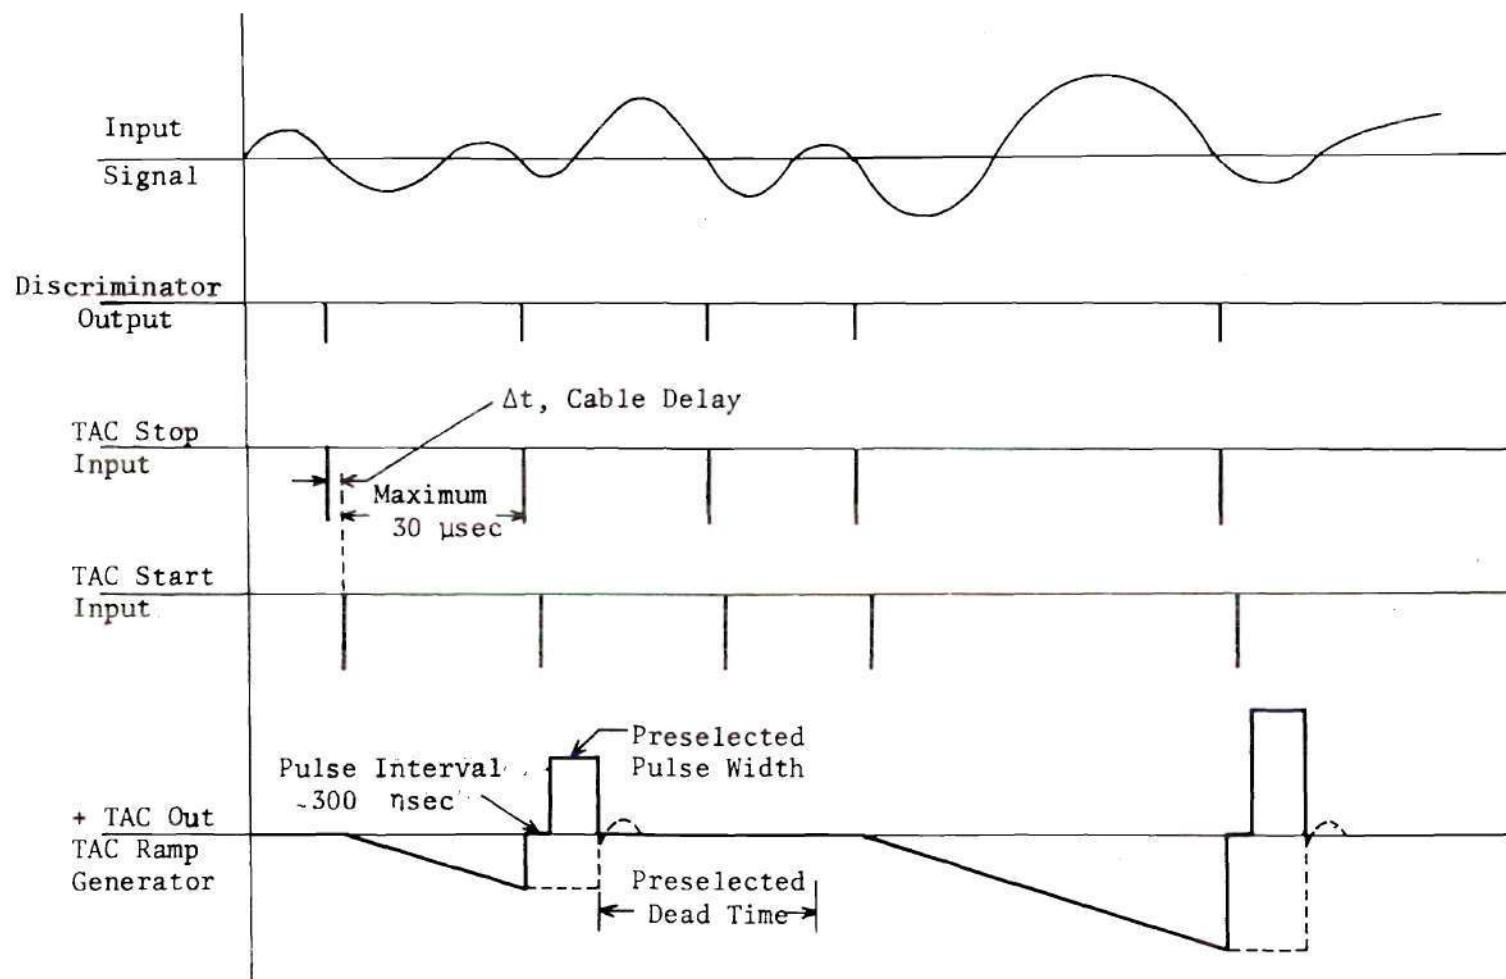 Input
Signal
Discriminator
Output
Δt, Cable Delay
TAC Stop
Input
Maximum
30 μsec
TAC Start
Input
Preselected
Pulse Width
Pulse Interval
~300 ηsec
+ TAC Out
TAC Ramp
Generator
Preselected
Dead Time